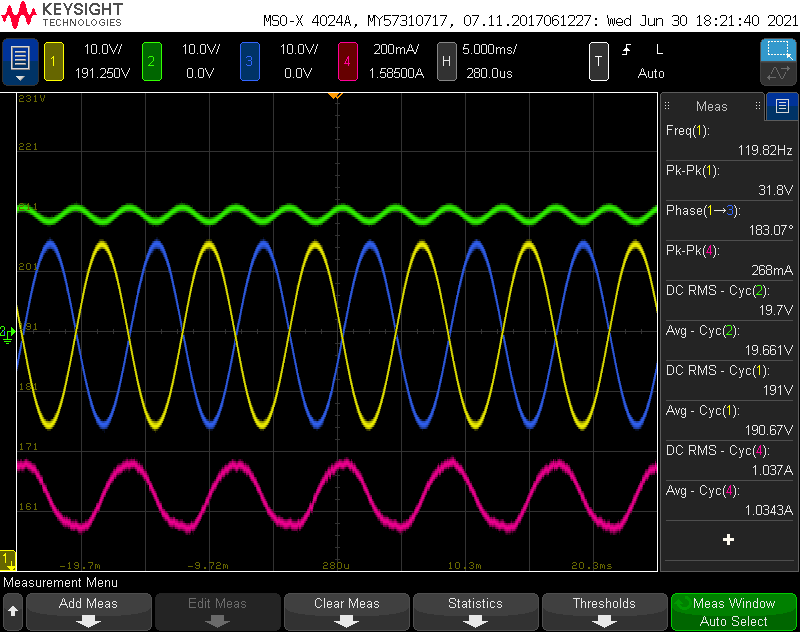 KEYSIGHT
TECHNOLOGIES
MSO-X 4024A, MY57310717, 07.11.2017061227: Wed Jun 30 18:21:40 2021
1 10.0V/ 2 10.0V/ 3 10.0V/ 4 200mA/ H 5.000ms/ T L
191.250V 0.0V 0.0V 1.58500A 280.0us Auto
231V
221
201
191
181
171
161
2
1
-19.7m -9.72m 280u 10.3m 20.3ms
Meas
Freq(1):
119.82Hz
Pk-Pk(1):
31.8V
Phase(1→3):
183.07°
Pk-Pk(4):
268mA
DC RMS - Cyc(2):
19.7V
Avg - Cyc(2):
19.661V
DC RMS - Cyc(1):
191V
Avg - Cyc(1):
190.67V
DC RMS - Cyc(4):
1.037A
Avg - Cyc(4):
1.0343A
Measurement Menu
Add Meas Edit Meas Clear Meas Statistics Thresholds Meas Window
Auto Select